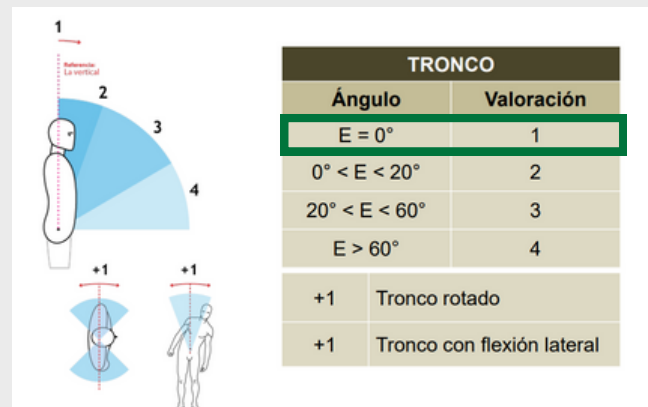 1
Referencia:
La vertical
2
3
4
+1
+1
TRONCO
Ángulo Valoración
E = 0° 1
0° < E < 20° 2
20° < E < 60° 3
E > 60° 4
+1 Tronco rotado
+1 Tronco con flexión lateral